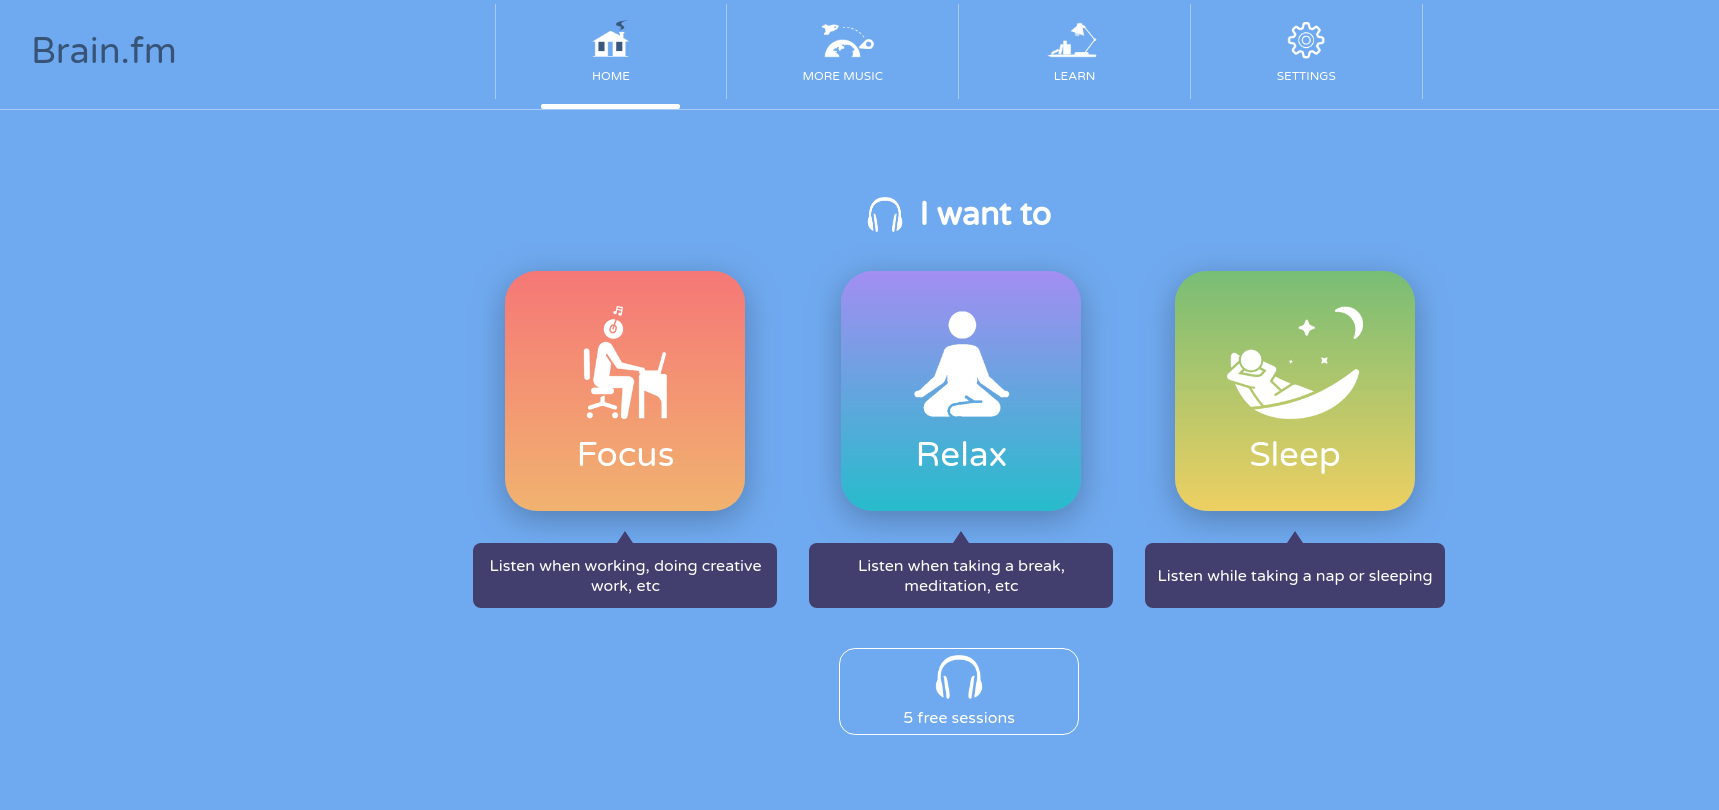 Brain.fm
HOME
MORE MUSIC
LEARN
SETTINGS
I want to
Focus
Relax
Sleep
Listen when working, doing creative
work, etc
Listen when taking a break,
meditation, etc
Listen while taking a nap or sleeping
5 free sessions